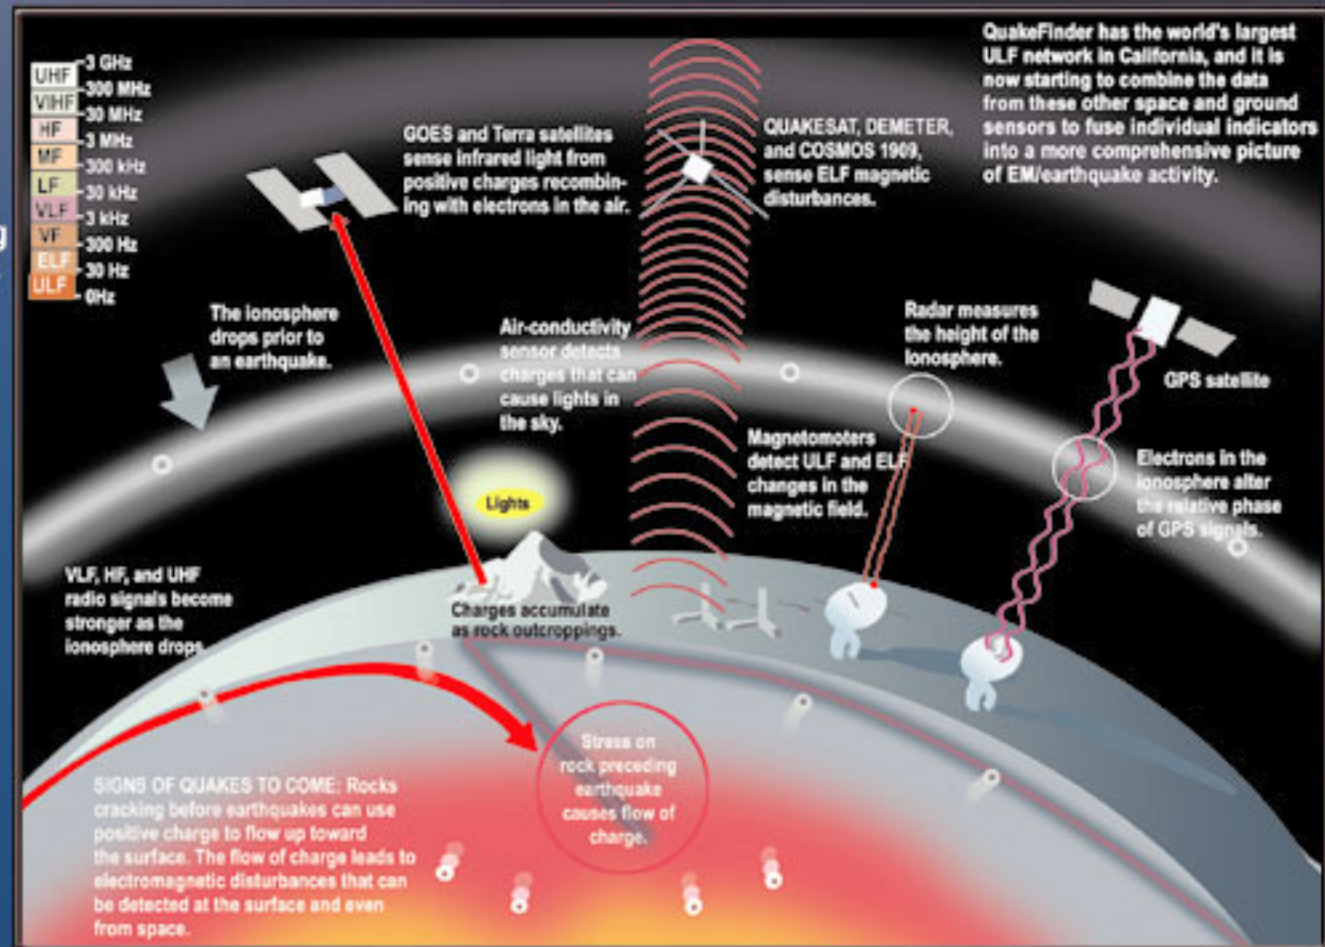 UHF
VIHF
HF
MF
LF
VLF
VF
ELF
ULF
3 GHz
300 MHz
30 MHz
3 MHz
300 kHz
30 kHz
3 kHz
300 Hz
30 Hz
0Hz
GOES and Terra satellites
sense infrared light from
positive charges recombin-
ing with electrons in the air.
QUAKESAT, DEMETER,
and COSMOS 1909,
sense ELF magnetic
disturbances.
QuakeFinder has the world's largest
ULF network in California, and it is
now starting to combine the data
from these other space and ground
sensors to fuse individual indicators
into a more comprehensive picture
of EM/earthquake activity.
The ionosphere
drops prior to
an earthquake.
Air-conductivity
sensor detects
charges that can
cause lights in
the sky.
Radar measures
the height of the
Ionosphere.
GPS satellite
Magnetomoters
detect ULF and ELF
changes in the
magnetic field.
Electrons in the
ionosphere alter
the relative phase
of GPS signals.
Lights
VLF, HF, and UHF
radio signals become
stronger as the
ionosphere drops.
Charges accumulate
as rock outcroppings.
Stress on
rock preceding
earthquake
causes flow of
charge.
SIGNS OF QUAKES TO COME: Rocks
cracking before earthquakes can use
positive charge to flow up toward
the surface. The flow of charge leads to
electromagnetic disturbances that can
be detected at the surface and even
from space.